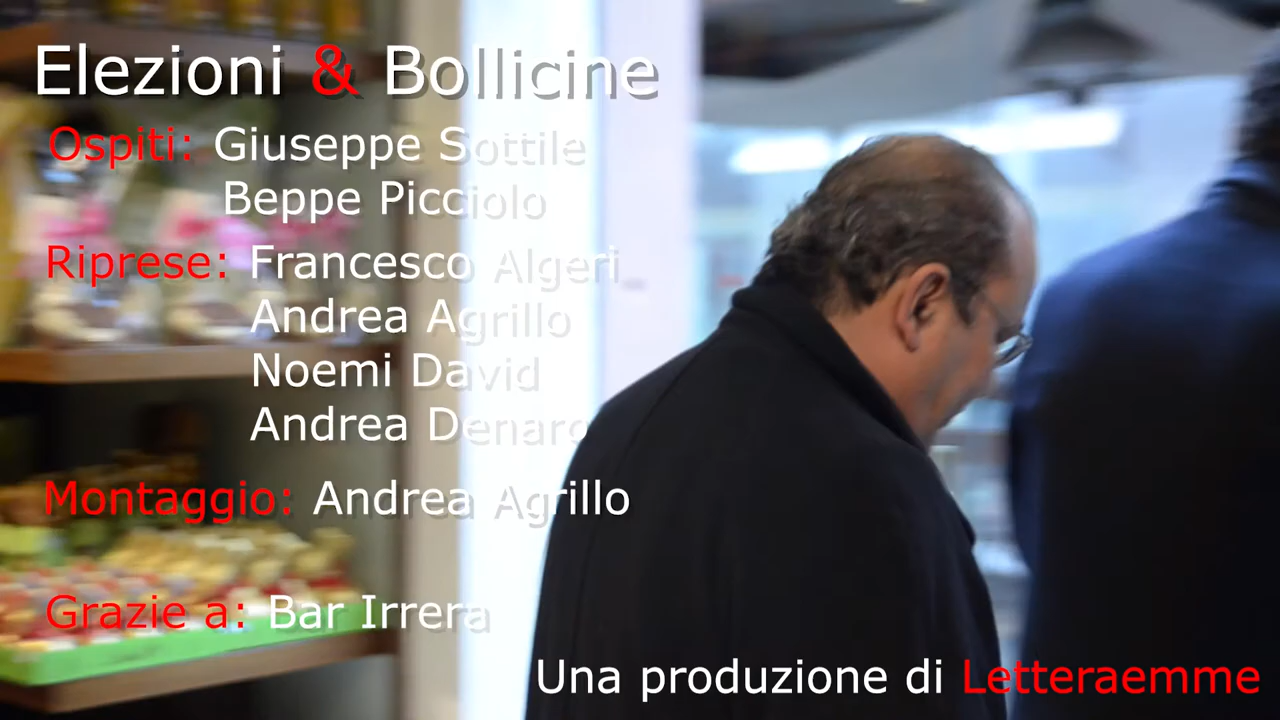 Elezioni & Bollicine
Ospiti: Giuseppe Sottile
Beppe Picciolo
Riprese: Francesco Algeri
Andrea Agrillo
Noemi David
Andrea Denaro
Montaggio: Andrea Agrillo
Grazie a: Bar Irrera
Una produzione di Letteraemme